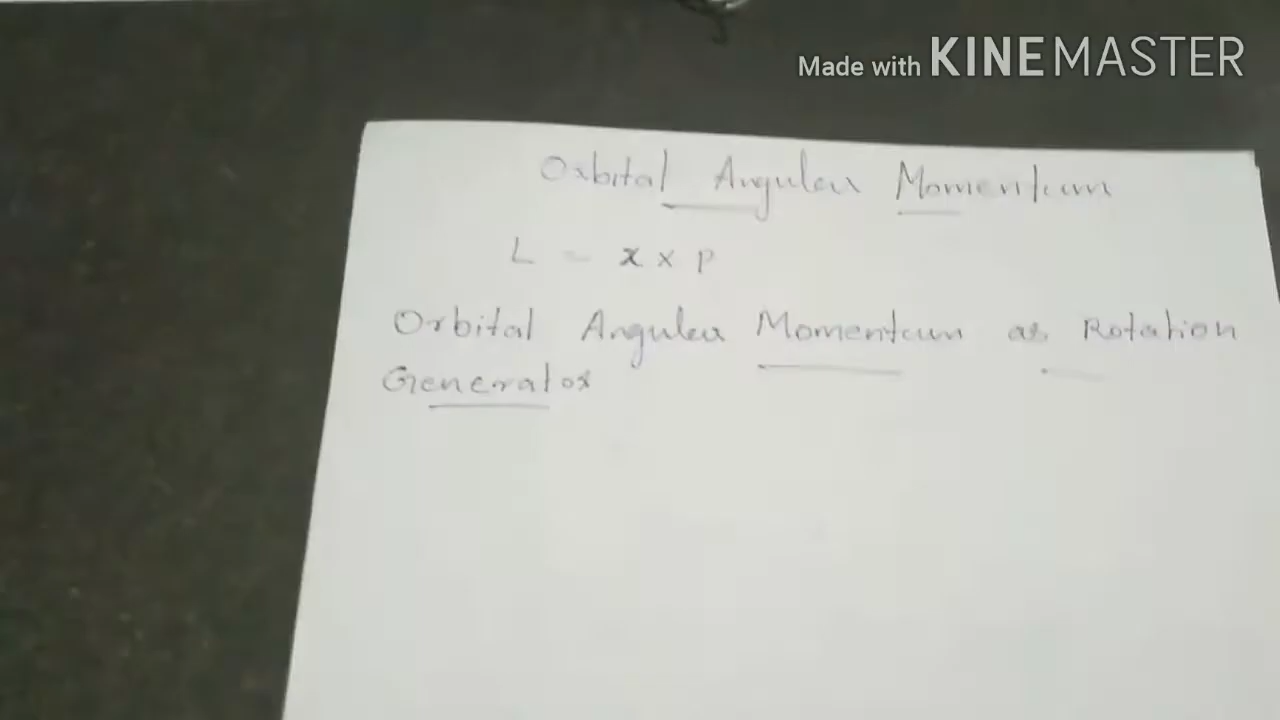 Made with KINEMASTER
Orbital Angular Momentum
L = x × p
Orbital Angular Momentum as Rotation
Generator